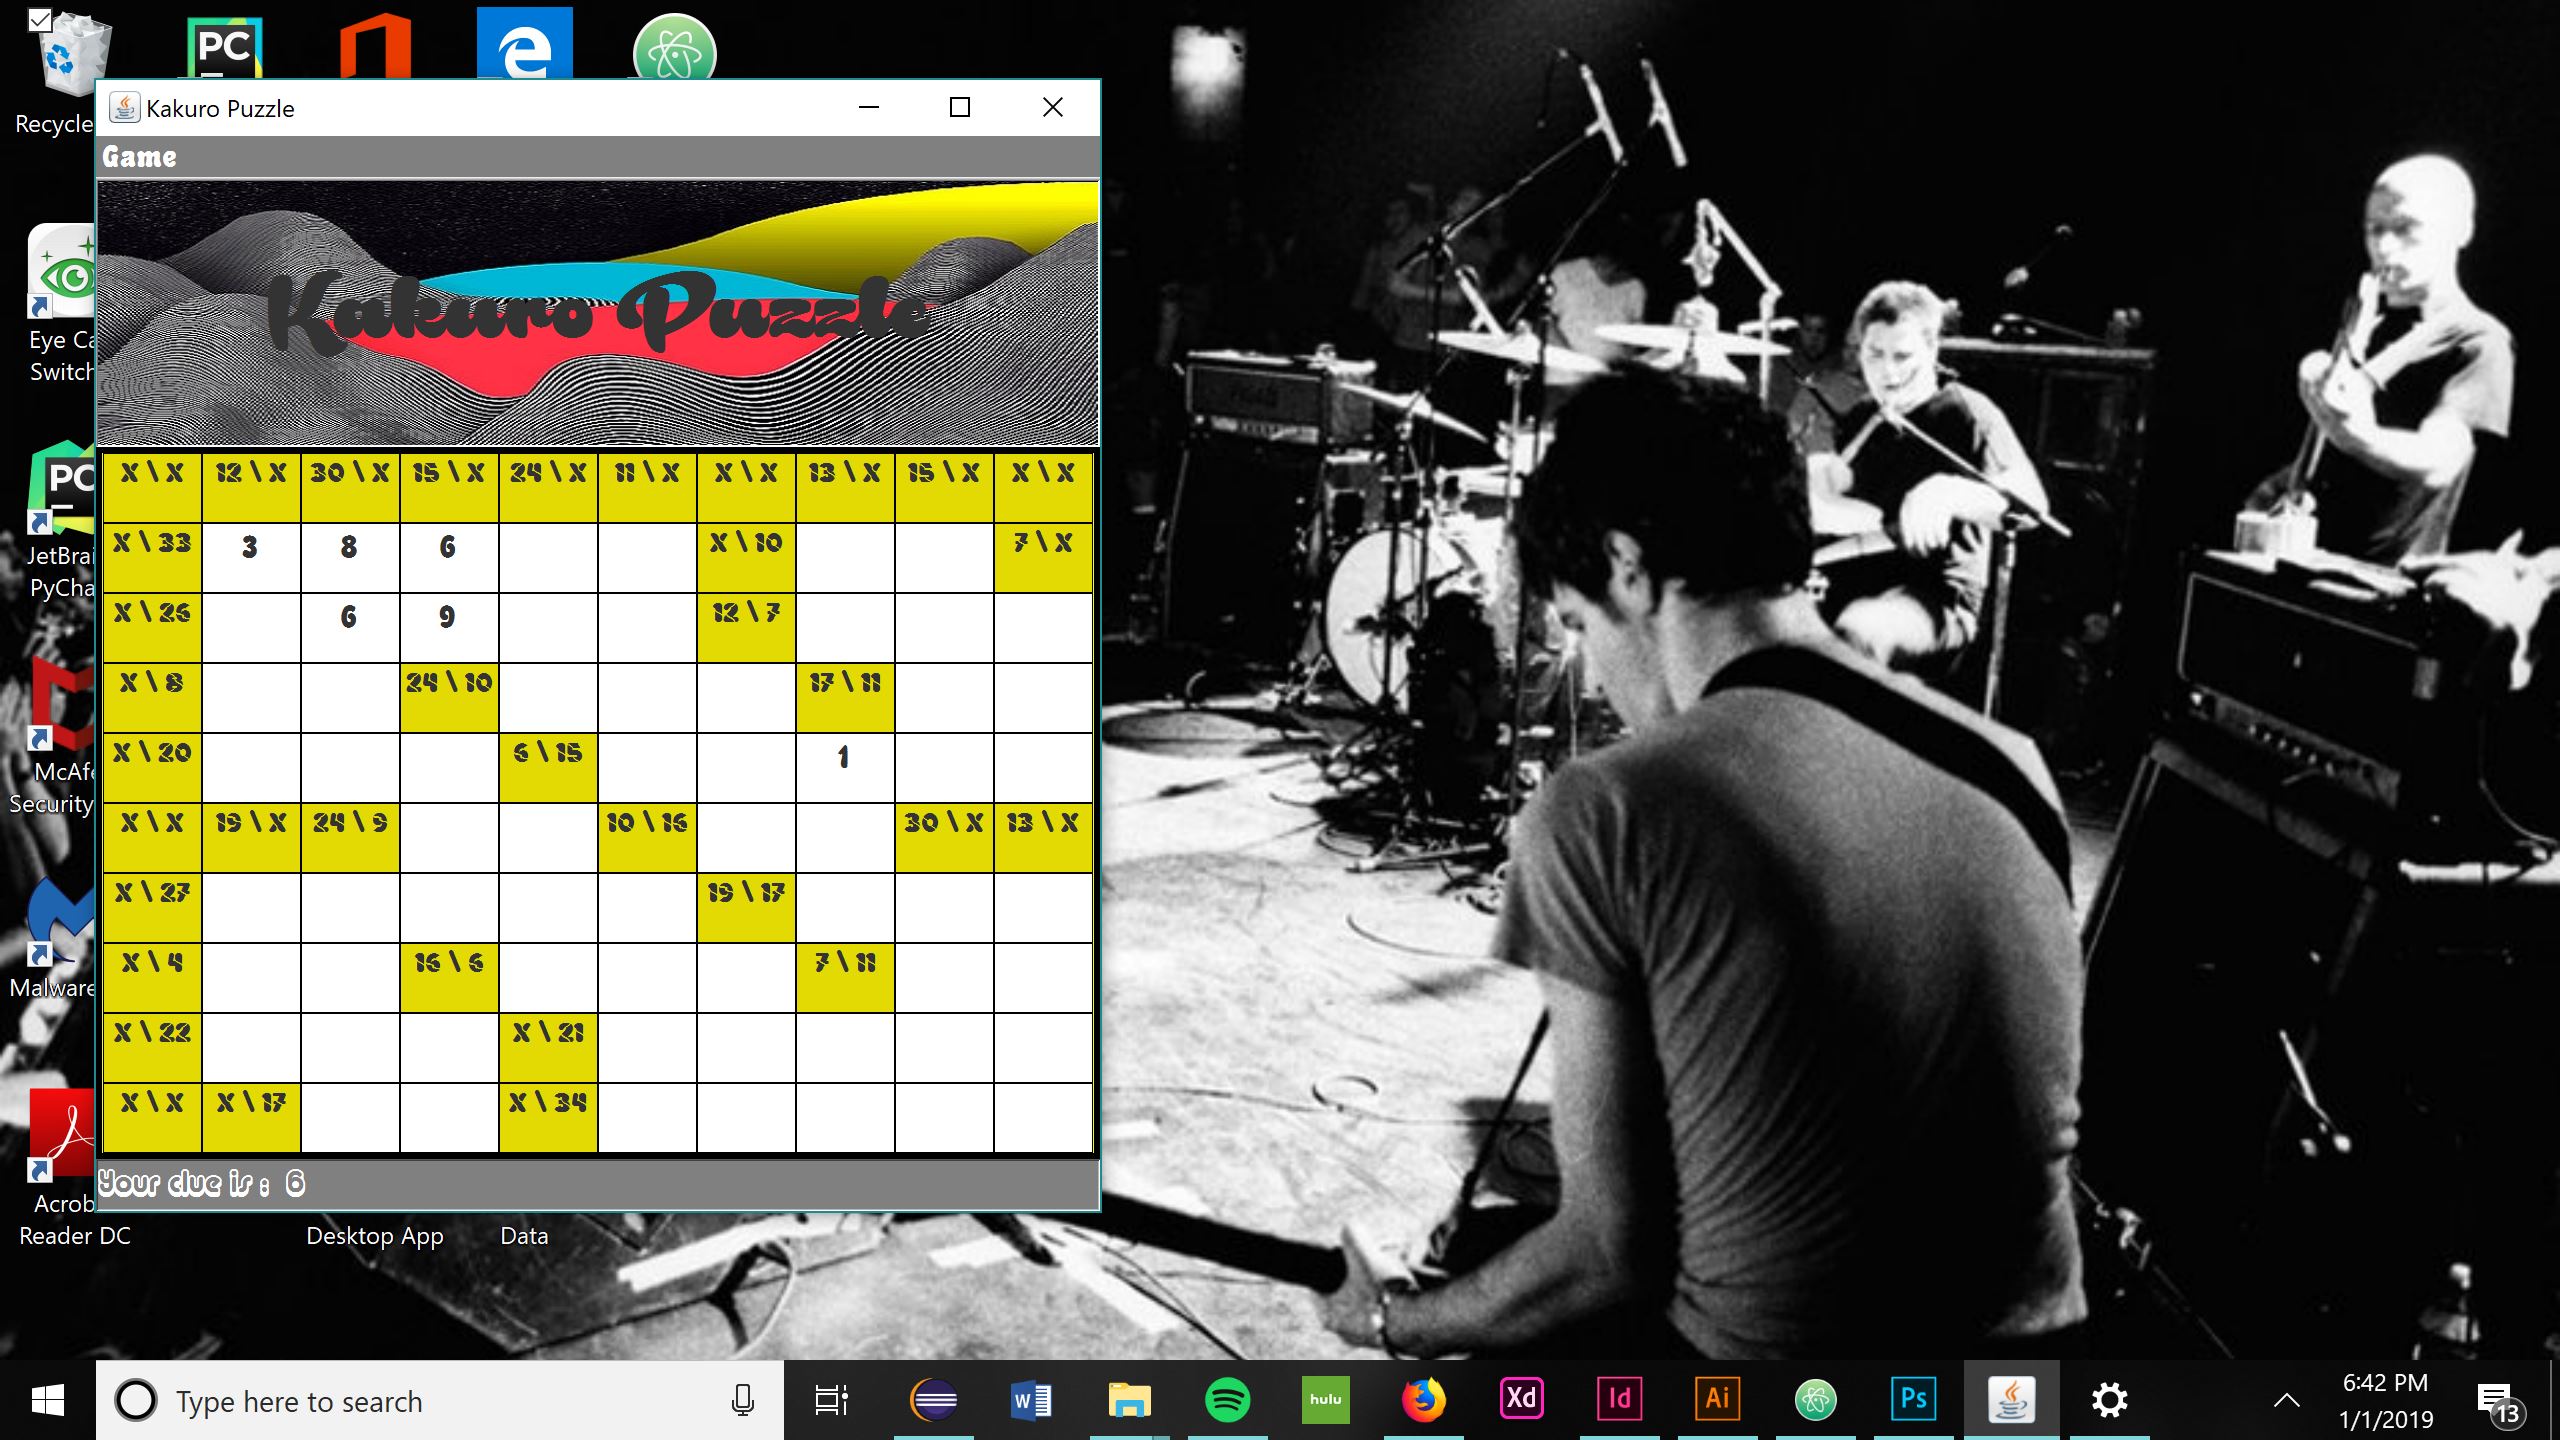 PC
Recycle
Kakuro Puzzle
Game
Kakuro Puzzle
Eye Ca
Switch
PC
JetBrai
PyCha
McAfe
Security
Malware
Acrob
Reader DC
X \ X 12 \ X 30 \ X 15 \ X 24 \ X 11 \ X X \ X 13 \ X 15 \ X X \ X
X \ 33 3 8 6 X \ 10 7 \ X
X \ 26 6 9 12 \ 7
X \ 8 24 \ 10 17 \ 11
X \ 20 6 \ 15 1
X \ X 19 \ X 24 \ 9 10 \ 16 30 \ X 13 \ X
X \ 27 19 \ 17
X \ 4 16 \ 6 7 \ 11
X \ 22 X \ 21
X \ X X \ 17 X \ 34
Your clue is : 6
Desktop App
Data
Type here to search
W
hulu
Xd
Id
Ai
Ps
6:42 PM
1/1/2019
13